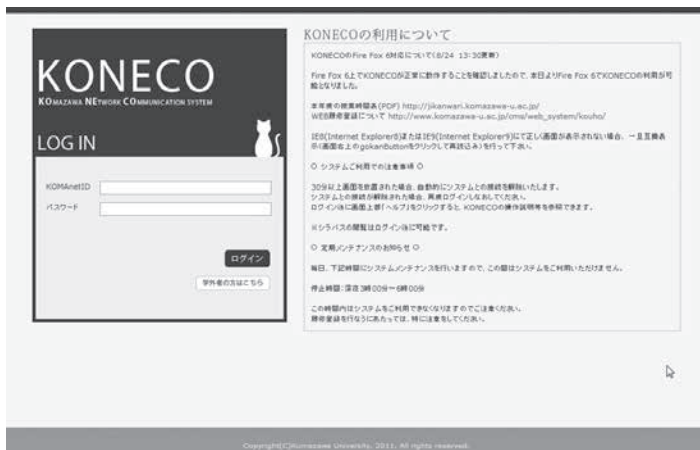 KONECO
KOMAZAWA NETWORK COMMUNICATION SYSTEM
LOG IN
KOMAnetID
パスワード
ログイン
学外者の方はこちら
KONECOの利用について
KONECOのFire Fox 6対応について(8/24 13:30更新)
Fire Fox 6上でKONECOが正常に動作することを確認しましたので、本日よりFire Fox 6でKONECOの利用が可
能となりました。
本年度の授業時間表(PDF) http://jikanwari.komazawa-u.ac.jp/
WEB履修登録について http://www.komazawa-u.ac.jp/cms/web_system/kouho/
IE8(Internet Explorer8)またはIE9(Internet Explorer9)にて正しく画面が表示されない場合、一旦互換表
示(画面右上のgokanbuttonをクリックして再読込み)を行って下さい。
○ システムご利用での注意事項 ○
30分以上画面を放置された場合、自動的にシステムとの接続を解除いたします。
システムとの接続が解除された場合、再度ログインしなおしてください。
ログイン後に画面上部「ヘルプ」をクリックすると、KONECOの操作説明等を参照できます。
※シラバスの閲覧はログイン後に可能です。
○ 定期メンテナンスのお知らせ ○
毎日、下記時間にシステムメンテナンスを行いますので、この間はシステムをご利用いただけません。
停止時間：深夜3時00分～6時00分
この時間内はシステムをご利用できなくなりますのでご注意ください。
履修登録を行なうにあたっては、特に注意をしてください。
Copyright(C)Komazawa University, 2011. All rights reserved.